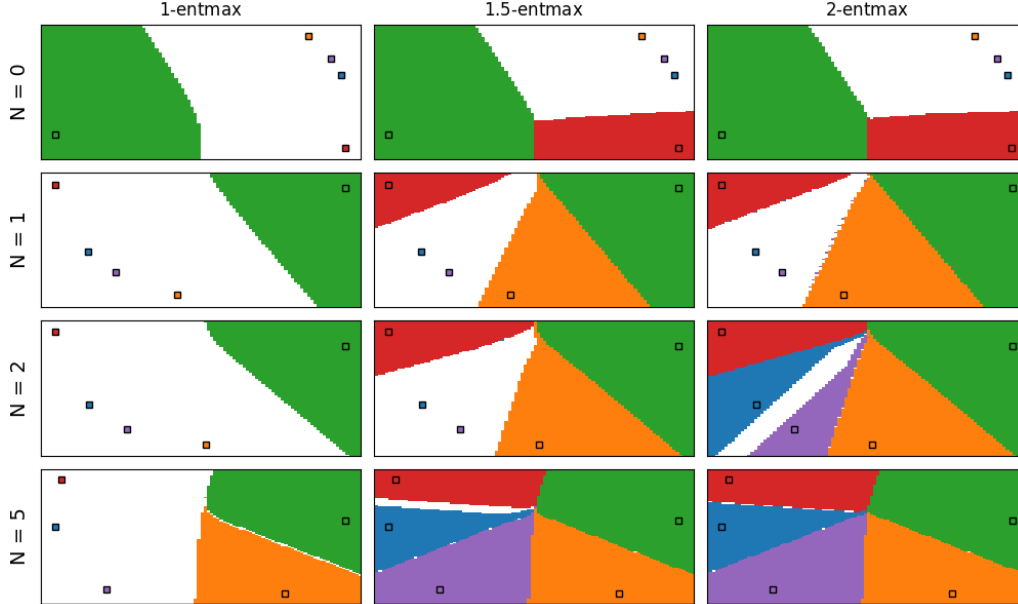 1-entmax 1.5-entmax 2-entmax
N = 0
N = 1
N = 2
N = 5